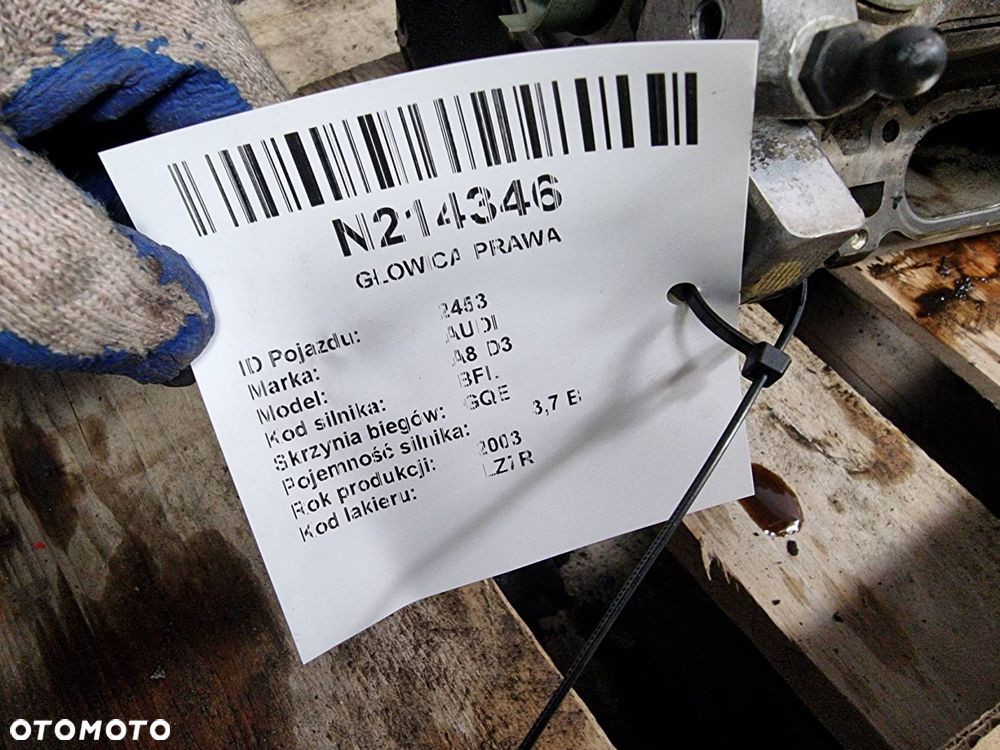 N214346
GŁOWICA PRAWA
ID Pojazdu: 2453
Marka: AUDI
Model: A8 D3
Kod silnika: BFL
Skrzynia biegów: GQE
Pojemność silnika: 3,7 B
Rok produkcji: 2003
Kod lakieru: LZ7R
OTOMOTO